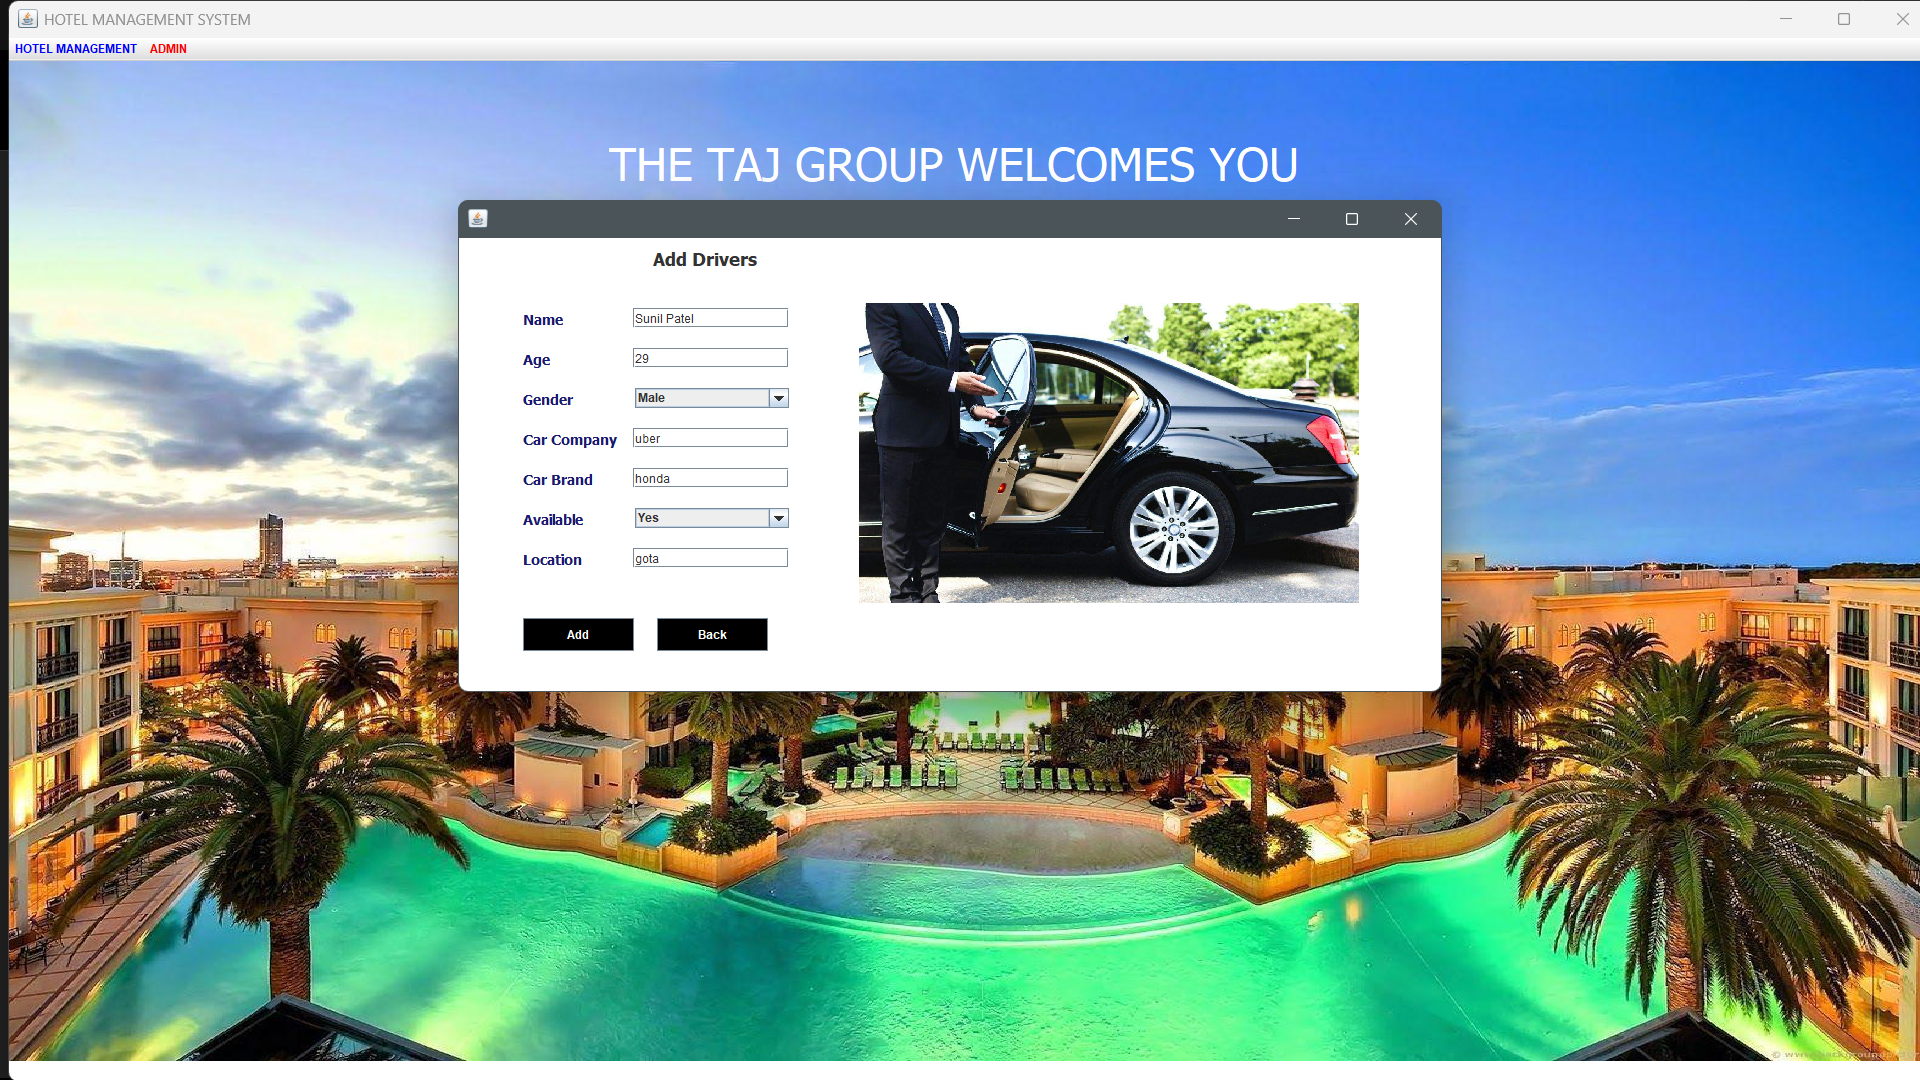 HOTEL MANAGEMENT SYSTEM
HOTEL MANAGEMENT ADMIN
THE TAJ GROUP WELCOMES YOU
Add Drivers
Name Sunil Patel
Age 29
Gender Male
Car Company uber
Car Brand honda
Available Yes
Location gota
Add Back